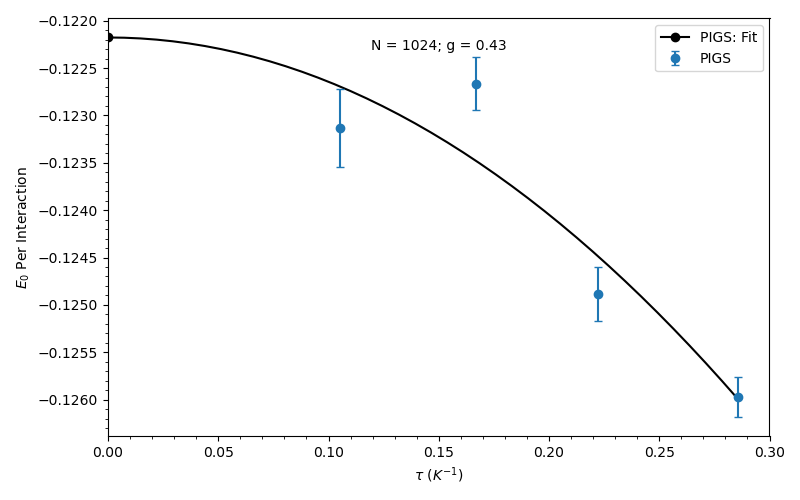 N = 1024; g = 0.43
PIGS: Fit
PIGS
E₀ Per Interaction
−0.1220
−0.1225
−0.1230
−0.1235
−0.1240
−0.1245
−0.1250
−0.1255
−0.1260
0.00 0.05 0.10 0.15 0.20 0.25 0.30
τ (K⁻¹)